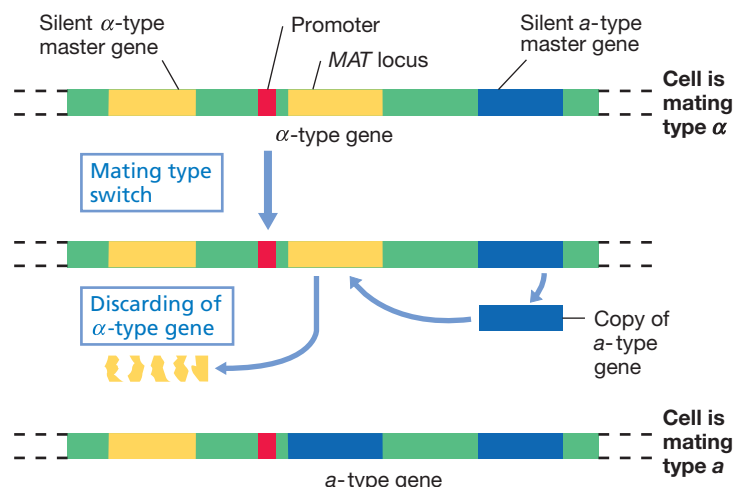 Silent α-type
master gene
Promoter
MAT locus
Silent a-type
master gene
Cell is
mating
type α
α-type gene
Mating type
switch
Discarding of
α-type gene
Copy of
a-type
gene
Cell is
mating
type a
a-type gene